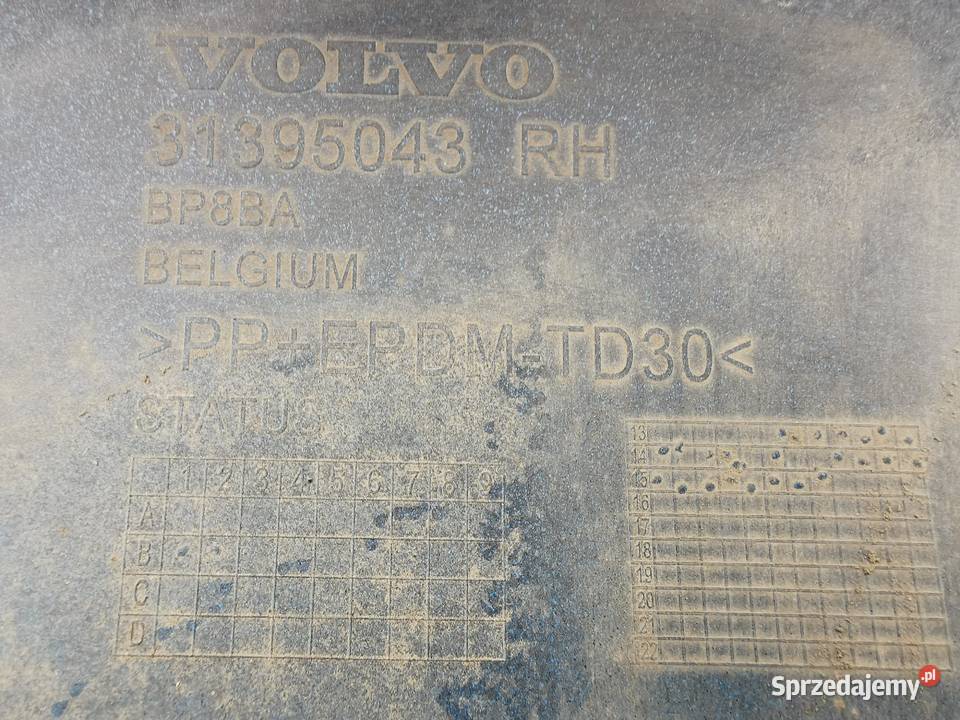 VOLVO
31395043 RH
BP8BA
BELGIUM
>PP+EPDM-TD30<
STATUS
1 2 3 4 5 6 7 8 9
A
B
C
D
13
14
15
16
17
18
19
20
21
22
Sprzedajemy.pl